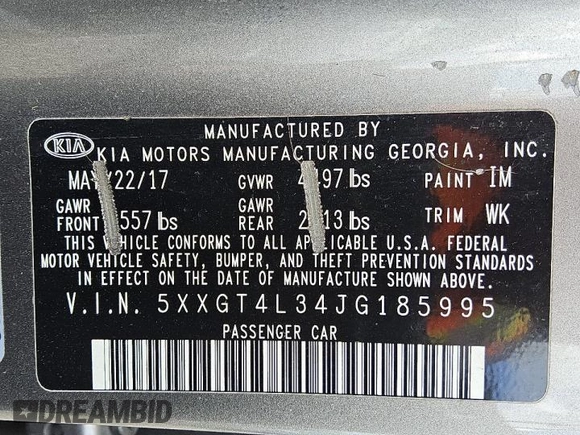 MANUFACTURED BY
KIA KIA MOTORS MANUFACTURING GEORGIA, INC.
22/17 GVWR lbs PAINT IM
GAWR GAWR
FRONT lbs REAR lbs TRIM WK
THIS VEHICLE CONFORMS TO ALL APPLICABLE U.S.A. FEDERAL
MOTOR VEHICLE SAFETY, BUMPER, AND THEFT PREVENTION STANDARDS
IN EFFECT ON THE DATE OF MANUFACTURE SHOWN ABOVE.
V.I.N. 5XXGT4L34JG185995
PASSENGER CAR
DREAMBID